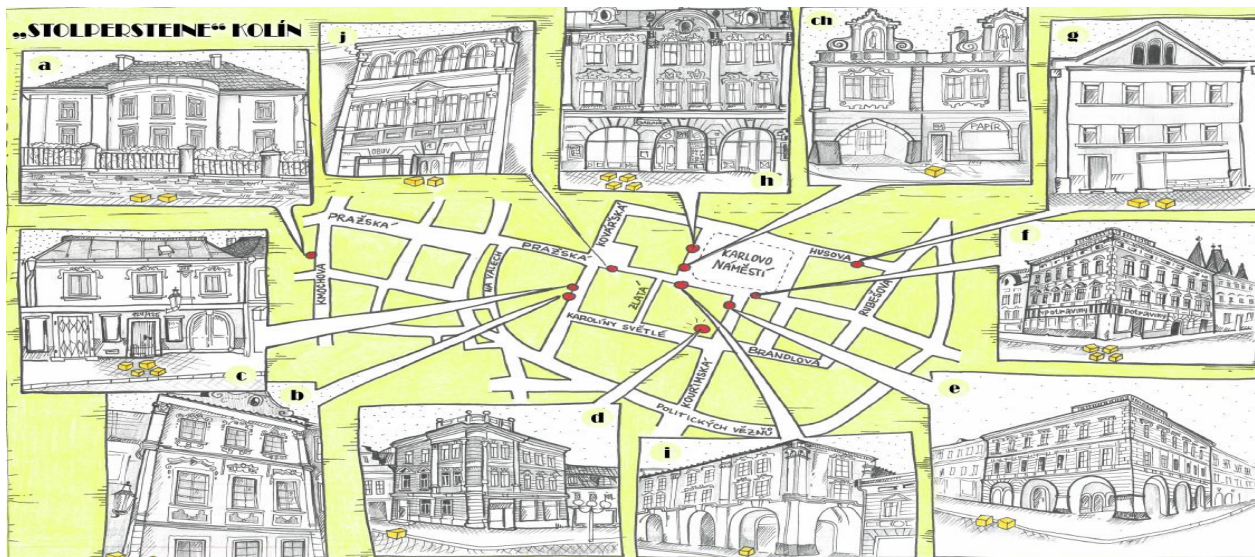 „STOLPERSTEINE“ KOLÍN
a
j
h
ch
g
OBUV
PAPÍR
PRAŽSKÁ
PRAŽSKÁ
KOVÁŘSKÁ
KARLOVO
NÁMĚSTÍ
HUSOVA
f
KMOCHOVA
NA VALECH
ZLATÁ
RUBEŠOVA
potraviny
potraviny
KAROLÍNY SVĚTLÉ
BRANDLOVA
KOUŘIMSKÁ
POLITICKÝCH VĚZŇŮ
c
b
d
i
e